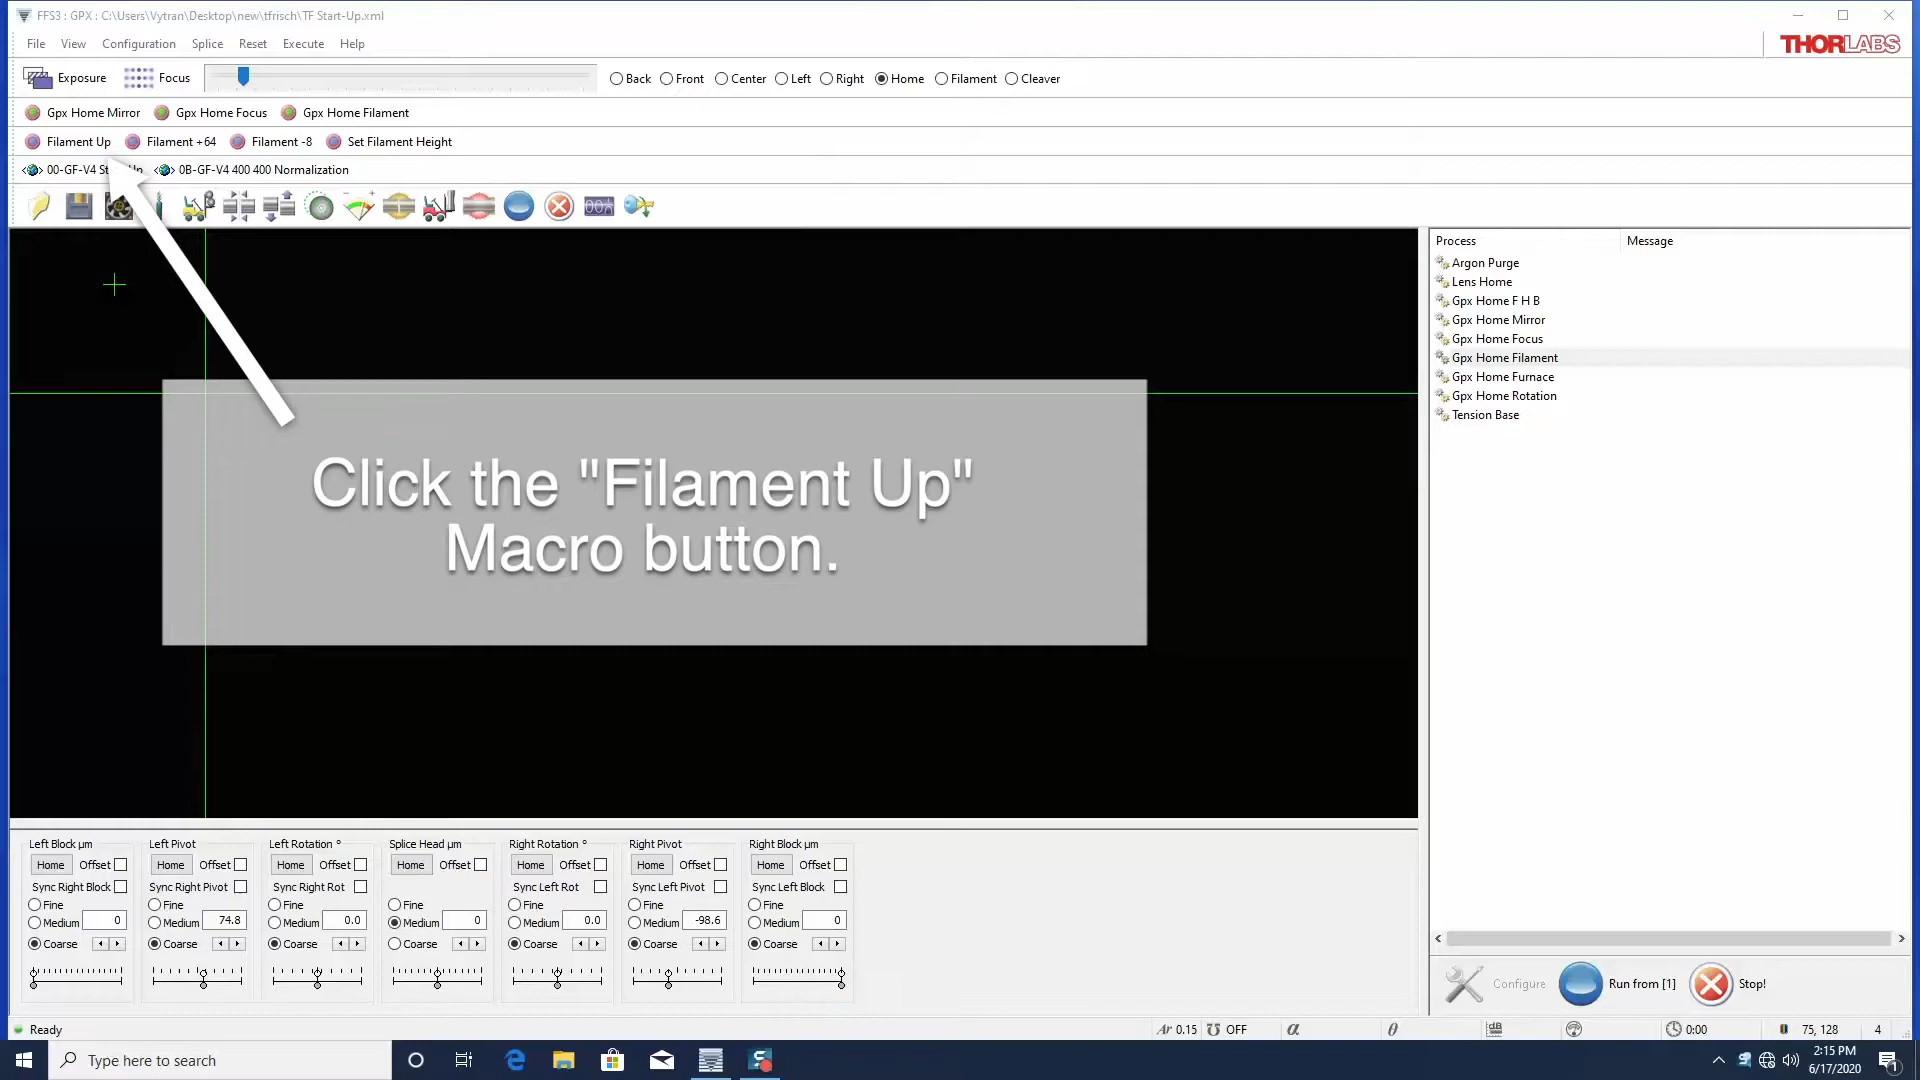 FFS3 : GPX : C:\Users\Vytran\Desktop\new\tfrisch\TF Start-Up.xml
File View Configuration Splice Reset Execute Help
THORLABS
Exposure Focus Back Front Center Left Right Home Filament Cleaver
Gpx Home Mirror Gpx Home Focus Gpx Home Filament
Filament Up Filament +64 Filament -8 Set Filament Height
00-GF-V4 0B-GF-V4 400 400 Normalization
Process Message
Argon Purge
Lens Home
Gpx Home F H B
Gpx Home Mirror
Gpx Home Focus
Gpx Home Filament
Gpx Home Furnace
Gpx Home Rotation
Tension Base
Click the "Filament Up"
Macro button.
Left Block µm Left Pivot Left Rotation ° Splice Head µm Right Rotation ° Right Pivot Right Block µm
Home Offset Home Offset Home Offset Home Offset Home Offset Home Offset Home Offset
Sync Right Block Sync Right Pivot Sync Right Rot Sync Left Rot Sync Left Pivot Sync Left Block
Fine Fine Fine Fine Fine Fine Fine
Medium 0 Medium 74.8 Medium 0.0 Medium 0 Medium 0.0 Medium -98.6 Medium 0
Coarse Coarse Coarse Coarse Coarse Coarse Coarse
Configure Run from [1] Stop!
Ready Ar 0.15 OFF α θ dB 0:00 75, 128 4
Type here to search
2:15 PM
6/17/2020
1